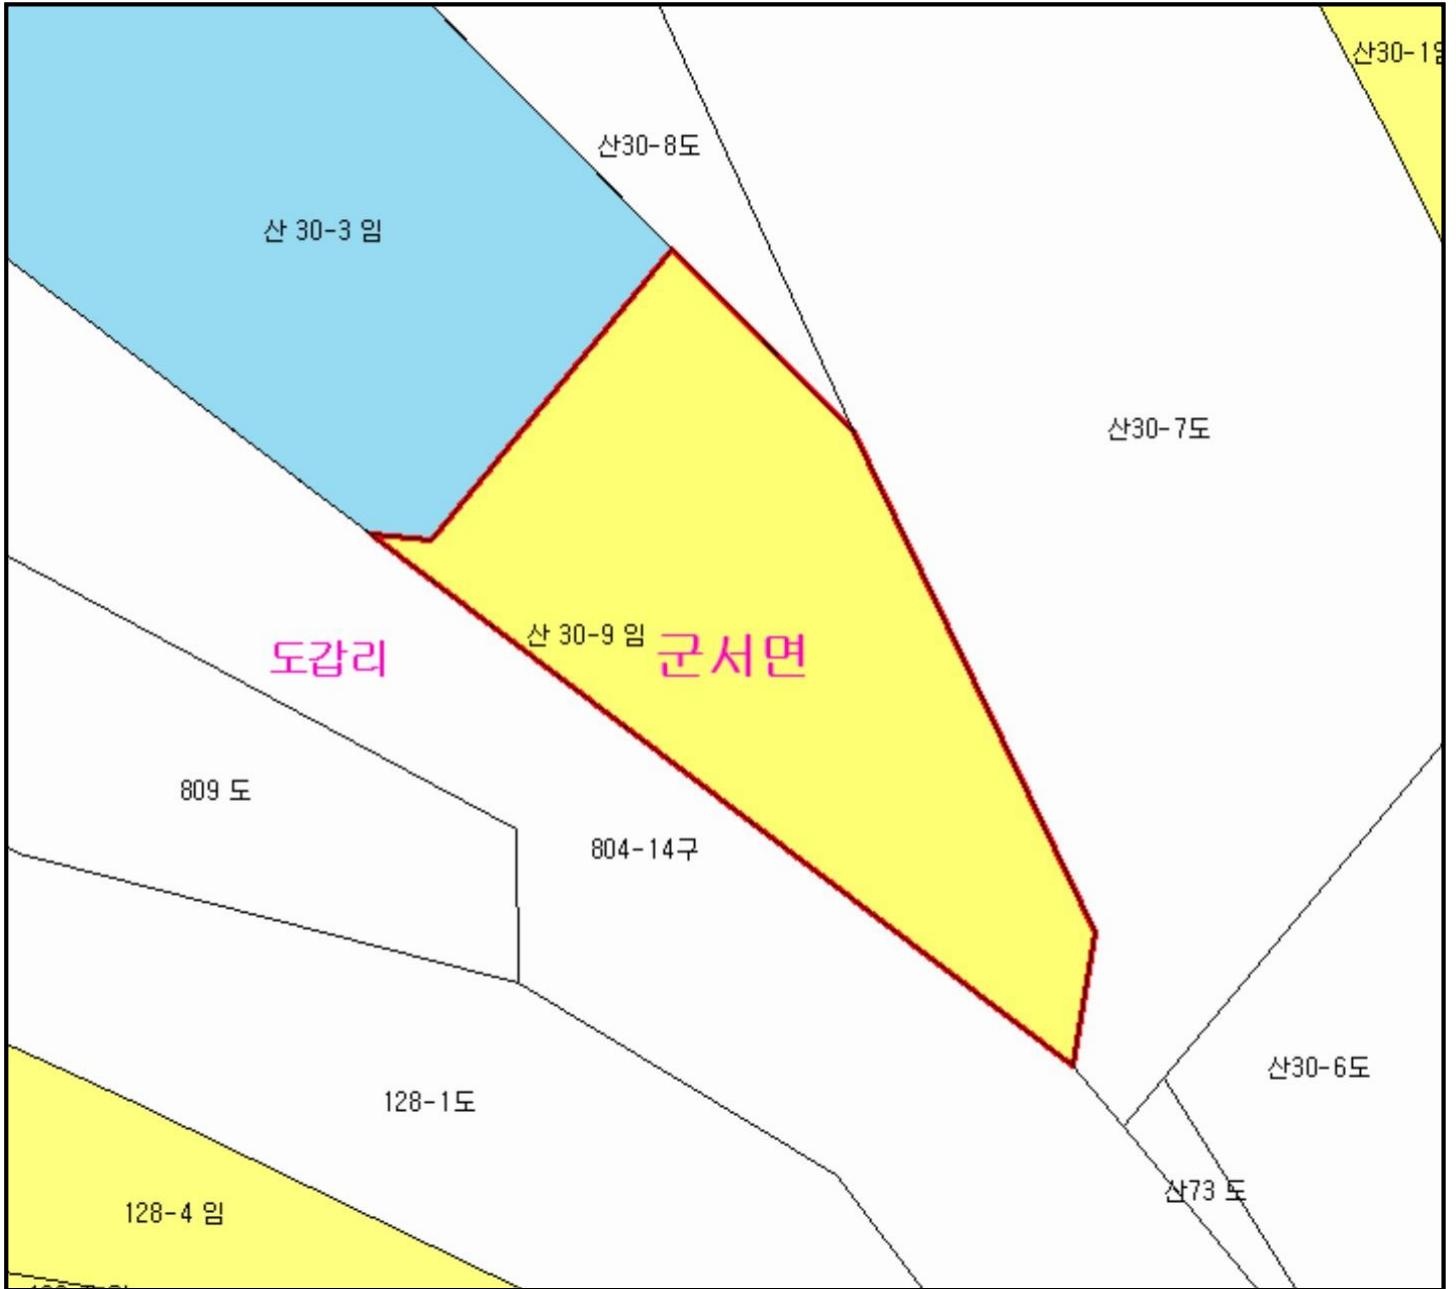 산30-1임
산30-8도
산 30-3 임
산30-7도
산 30-9 임
군서면
도갑리
809 도
804-14구
산30-6도
128-1도
산73 도
128-4 임